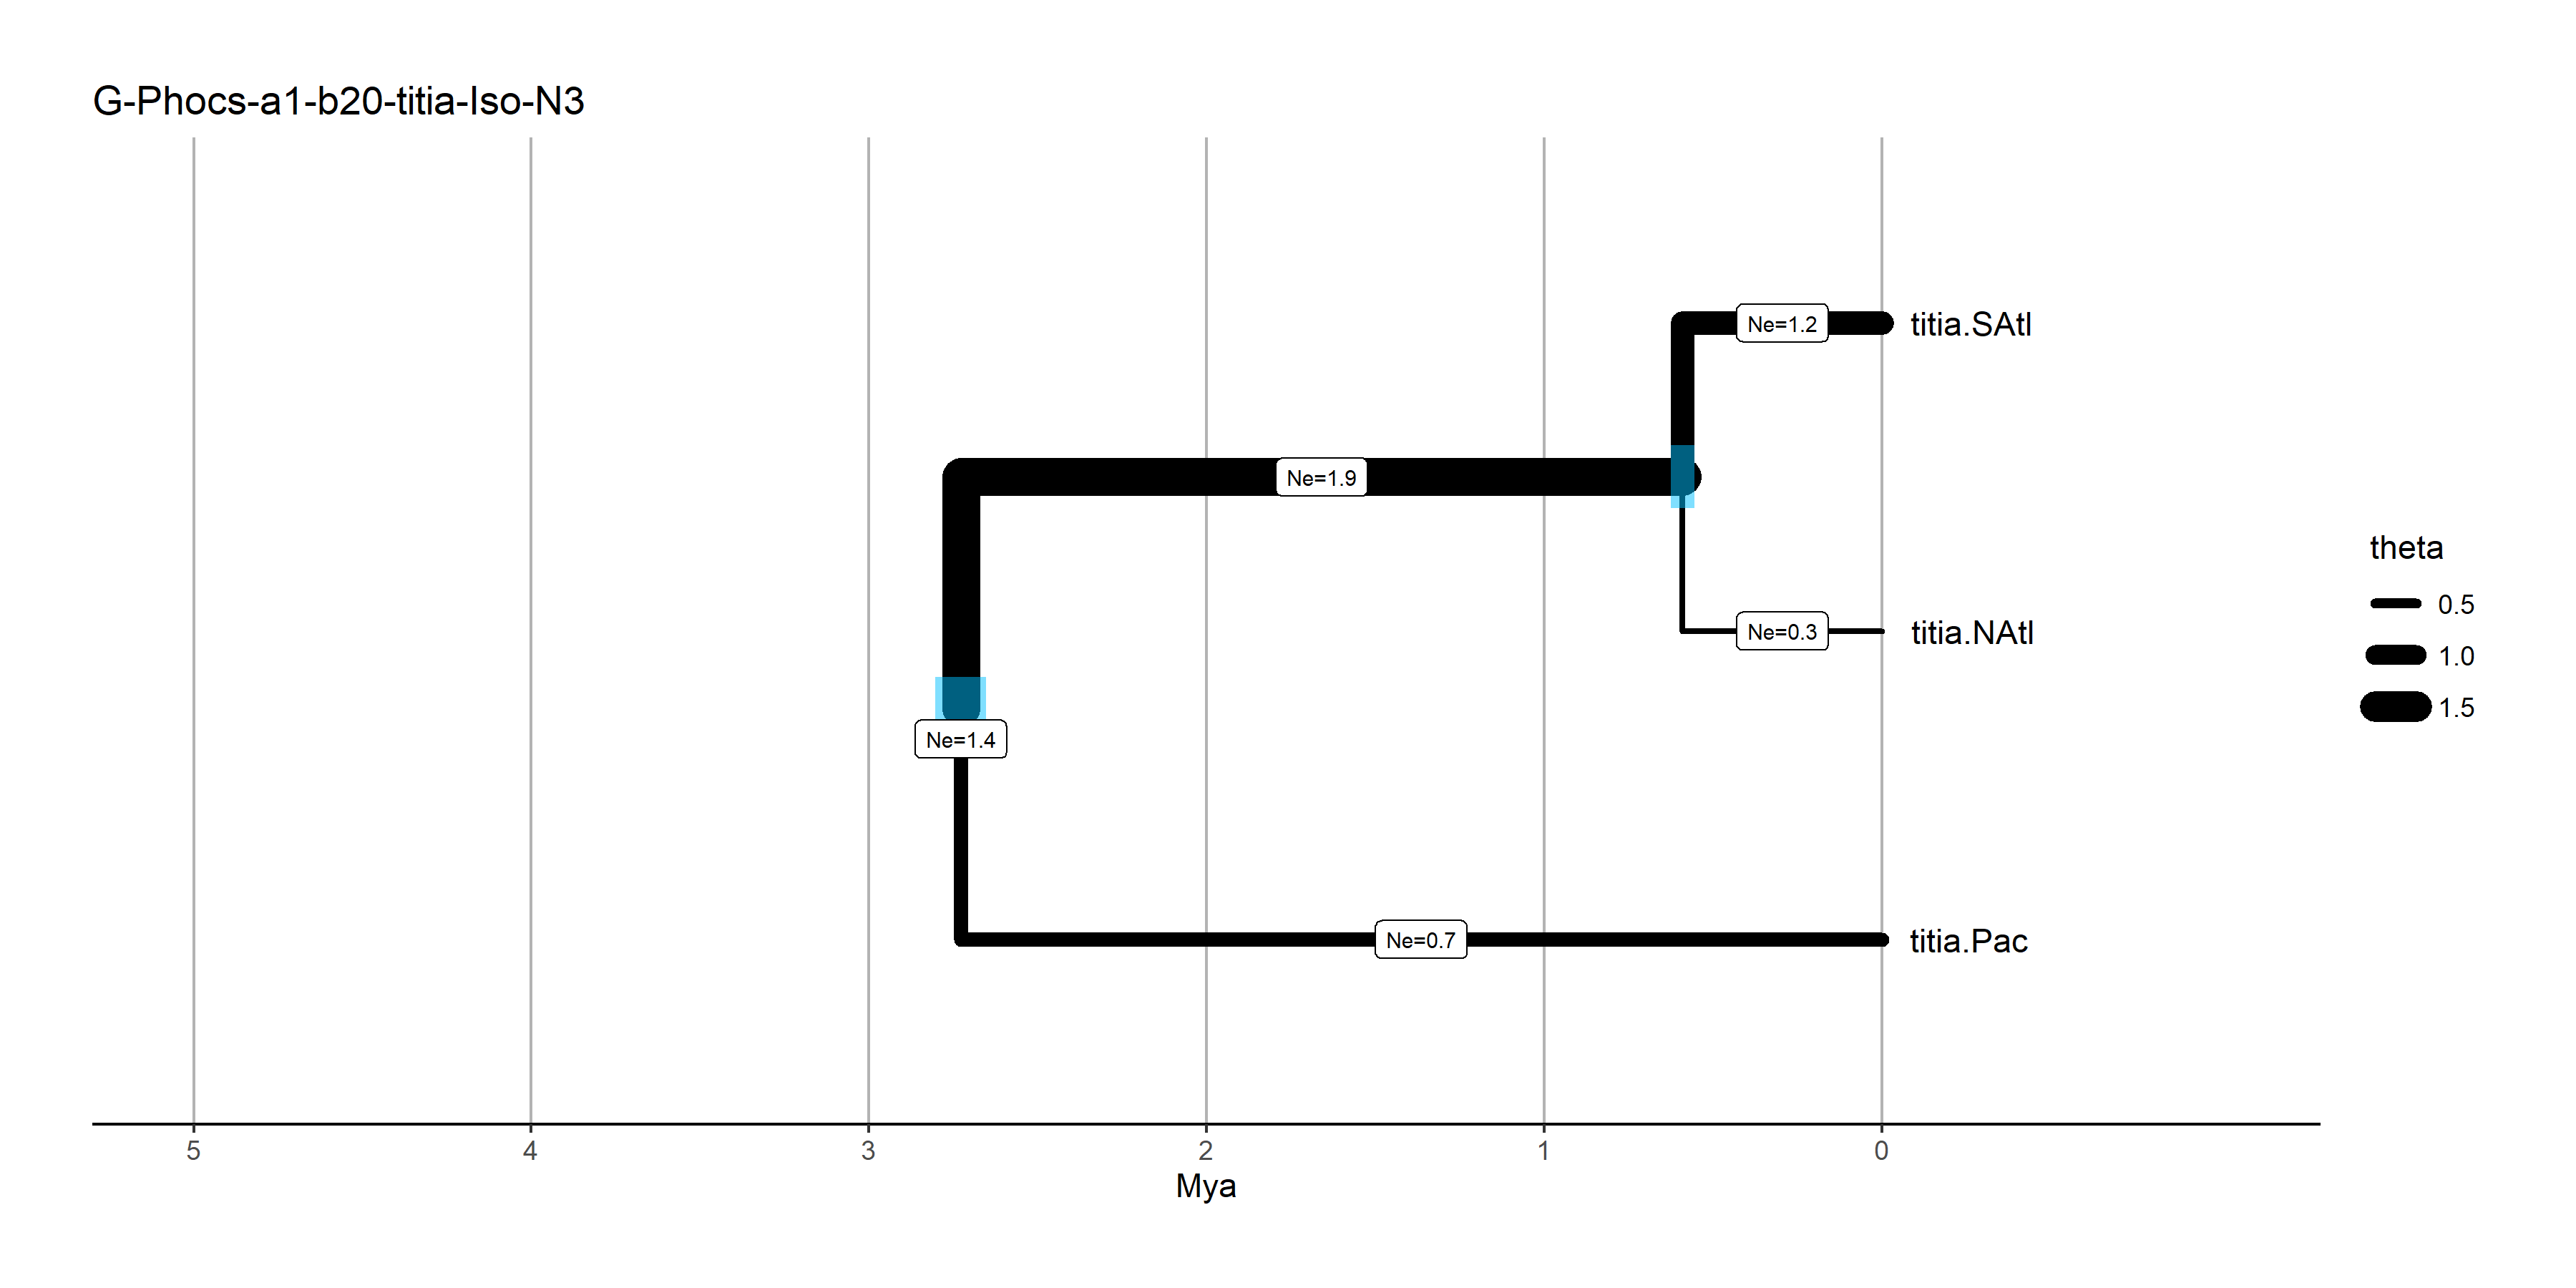 G-Phocs-a1-b20-titia-Iso-N3
Ne=1.2
titia.SAtl
Ne=1.9
Ne=0.3
titia.NAtl
Ne=1.4
Ne=0.7
titia.Pac
theta
0.5
1.0
1.5
5 4 3 2 1 0
Mya